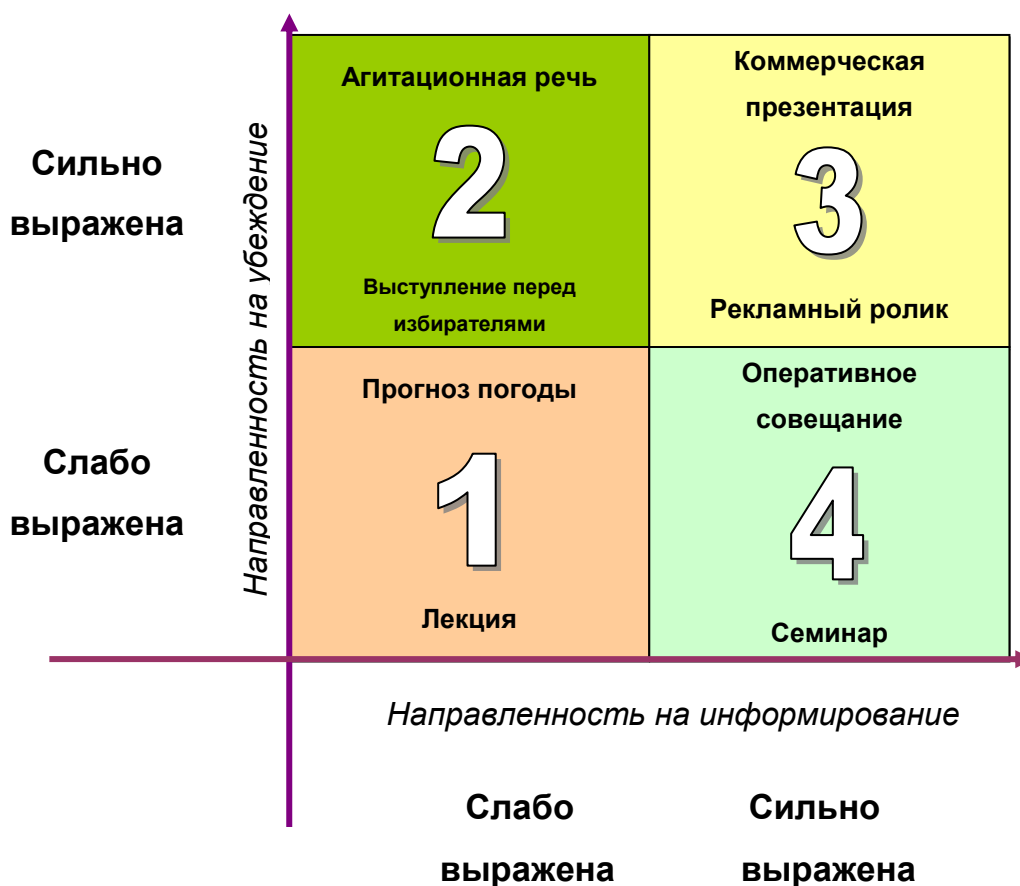 Сильно
выражена
Слабо
выражена
Направленность на убеждение
Агитационная речь
2
Выступление перед
избирателями
Коммерческая
презентация
3
Рекламный ролик
Прогноз погоды
1
Лекция
Оперативное
совещание
4
Семинар
Направленность на информирование
Слабо
выражена
Сильно
выражена